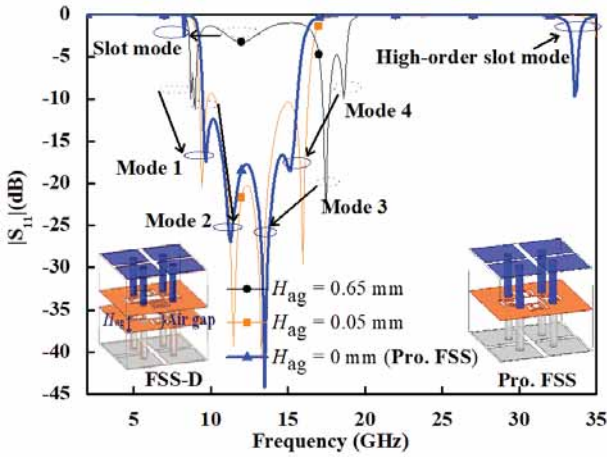 0
-5
-10
-15
-20
-25
-30
-35
-40
-45
|S11|(dB)
Slot mode
High-order slot mode
Mode 4
Mode 1
Mode 2
Mode 3
Hag = 0.65 mm
Hag = 0.05 mm
Hag = 0 mm (Pro. FSS)
Hag
Air gap
FSS-D
Pro. FSS
5 10 15 20 25 30 35
Frequency (GHz)